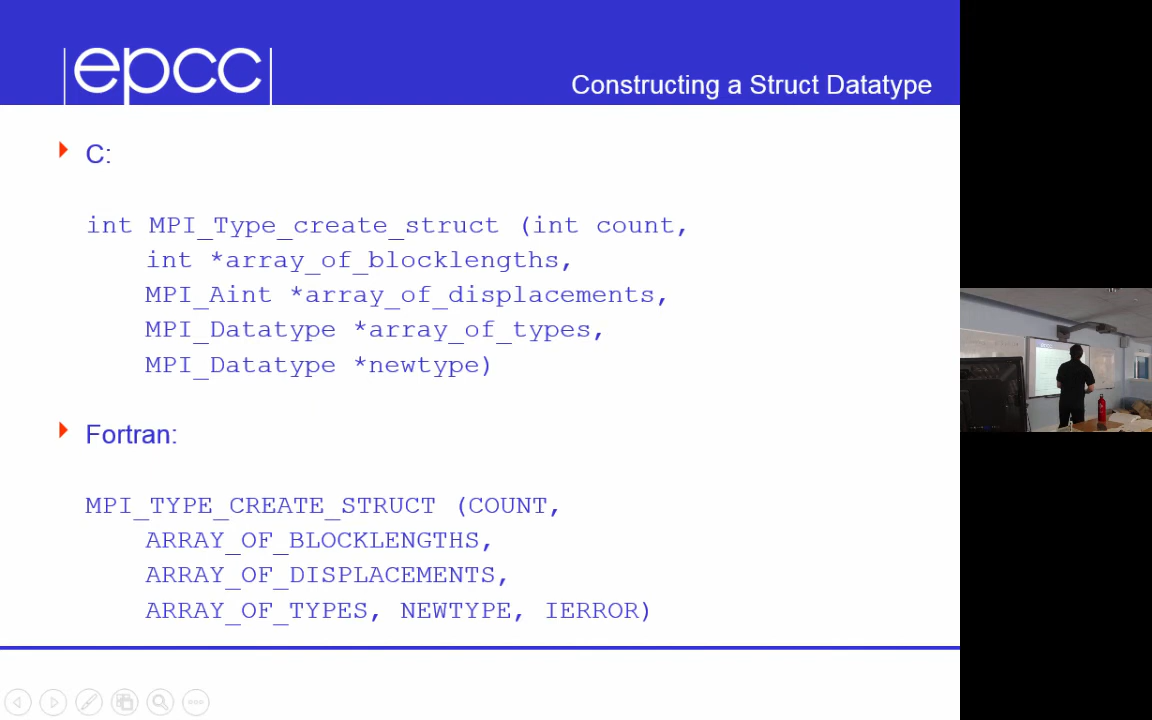 |epcc|
Constructing a Struct Datatype
C:
int MPI_Type_create_struct (int count,
int *array_of_blocklengths,
MPI_Aint *array_of_displacements,
MPI_Datatype *array_of_types,
MPI_Datatype *newtype)
Fortran:
MPI_TYPE_CREATE_STRUCT (COUNT,
ARRAY_OF_BLOCKLENGTHS,
ARRAY_OF_DISPLACEMENTS,
ARRAY_OF_TYPES, NEWTYPE, IERROR)